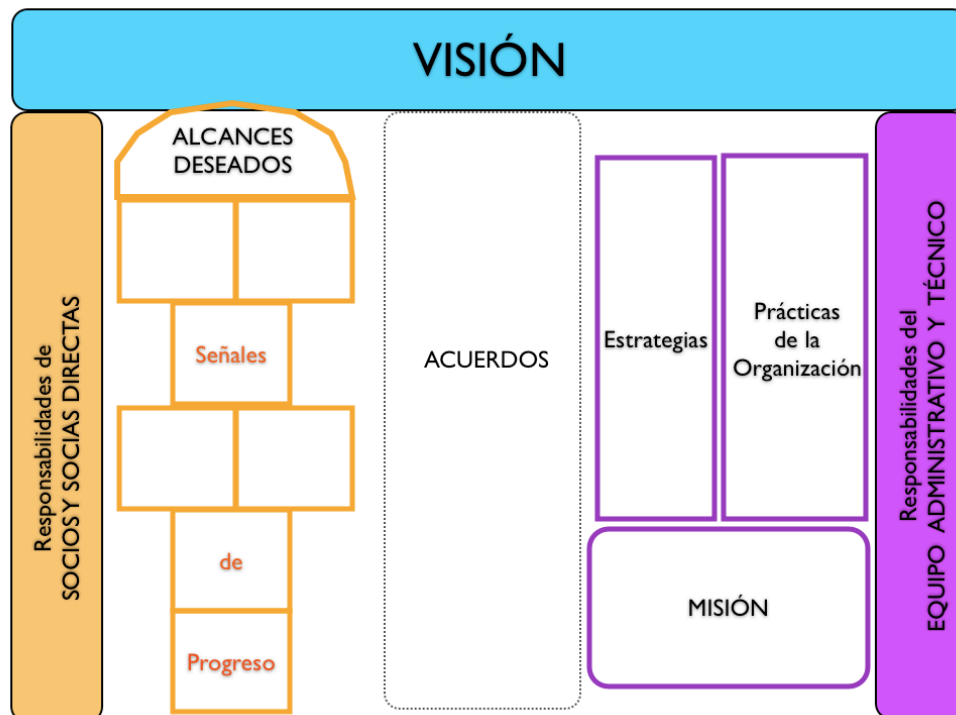 VISIÓN
Responsabilidades de
SOCIOS Y SOCIAS DIRECTAS
ALCANCES
DESEADOS
Señales
de
Progreso
ACUERDOS
Estrategias
Prácticas
de la
Organización
MISIÓN
Responsabilidades del
EQUIPO ADMINISTRATIVO Y TÉCNICO